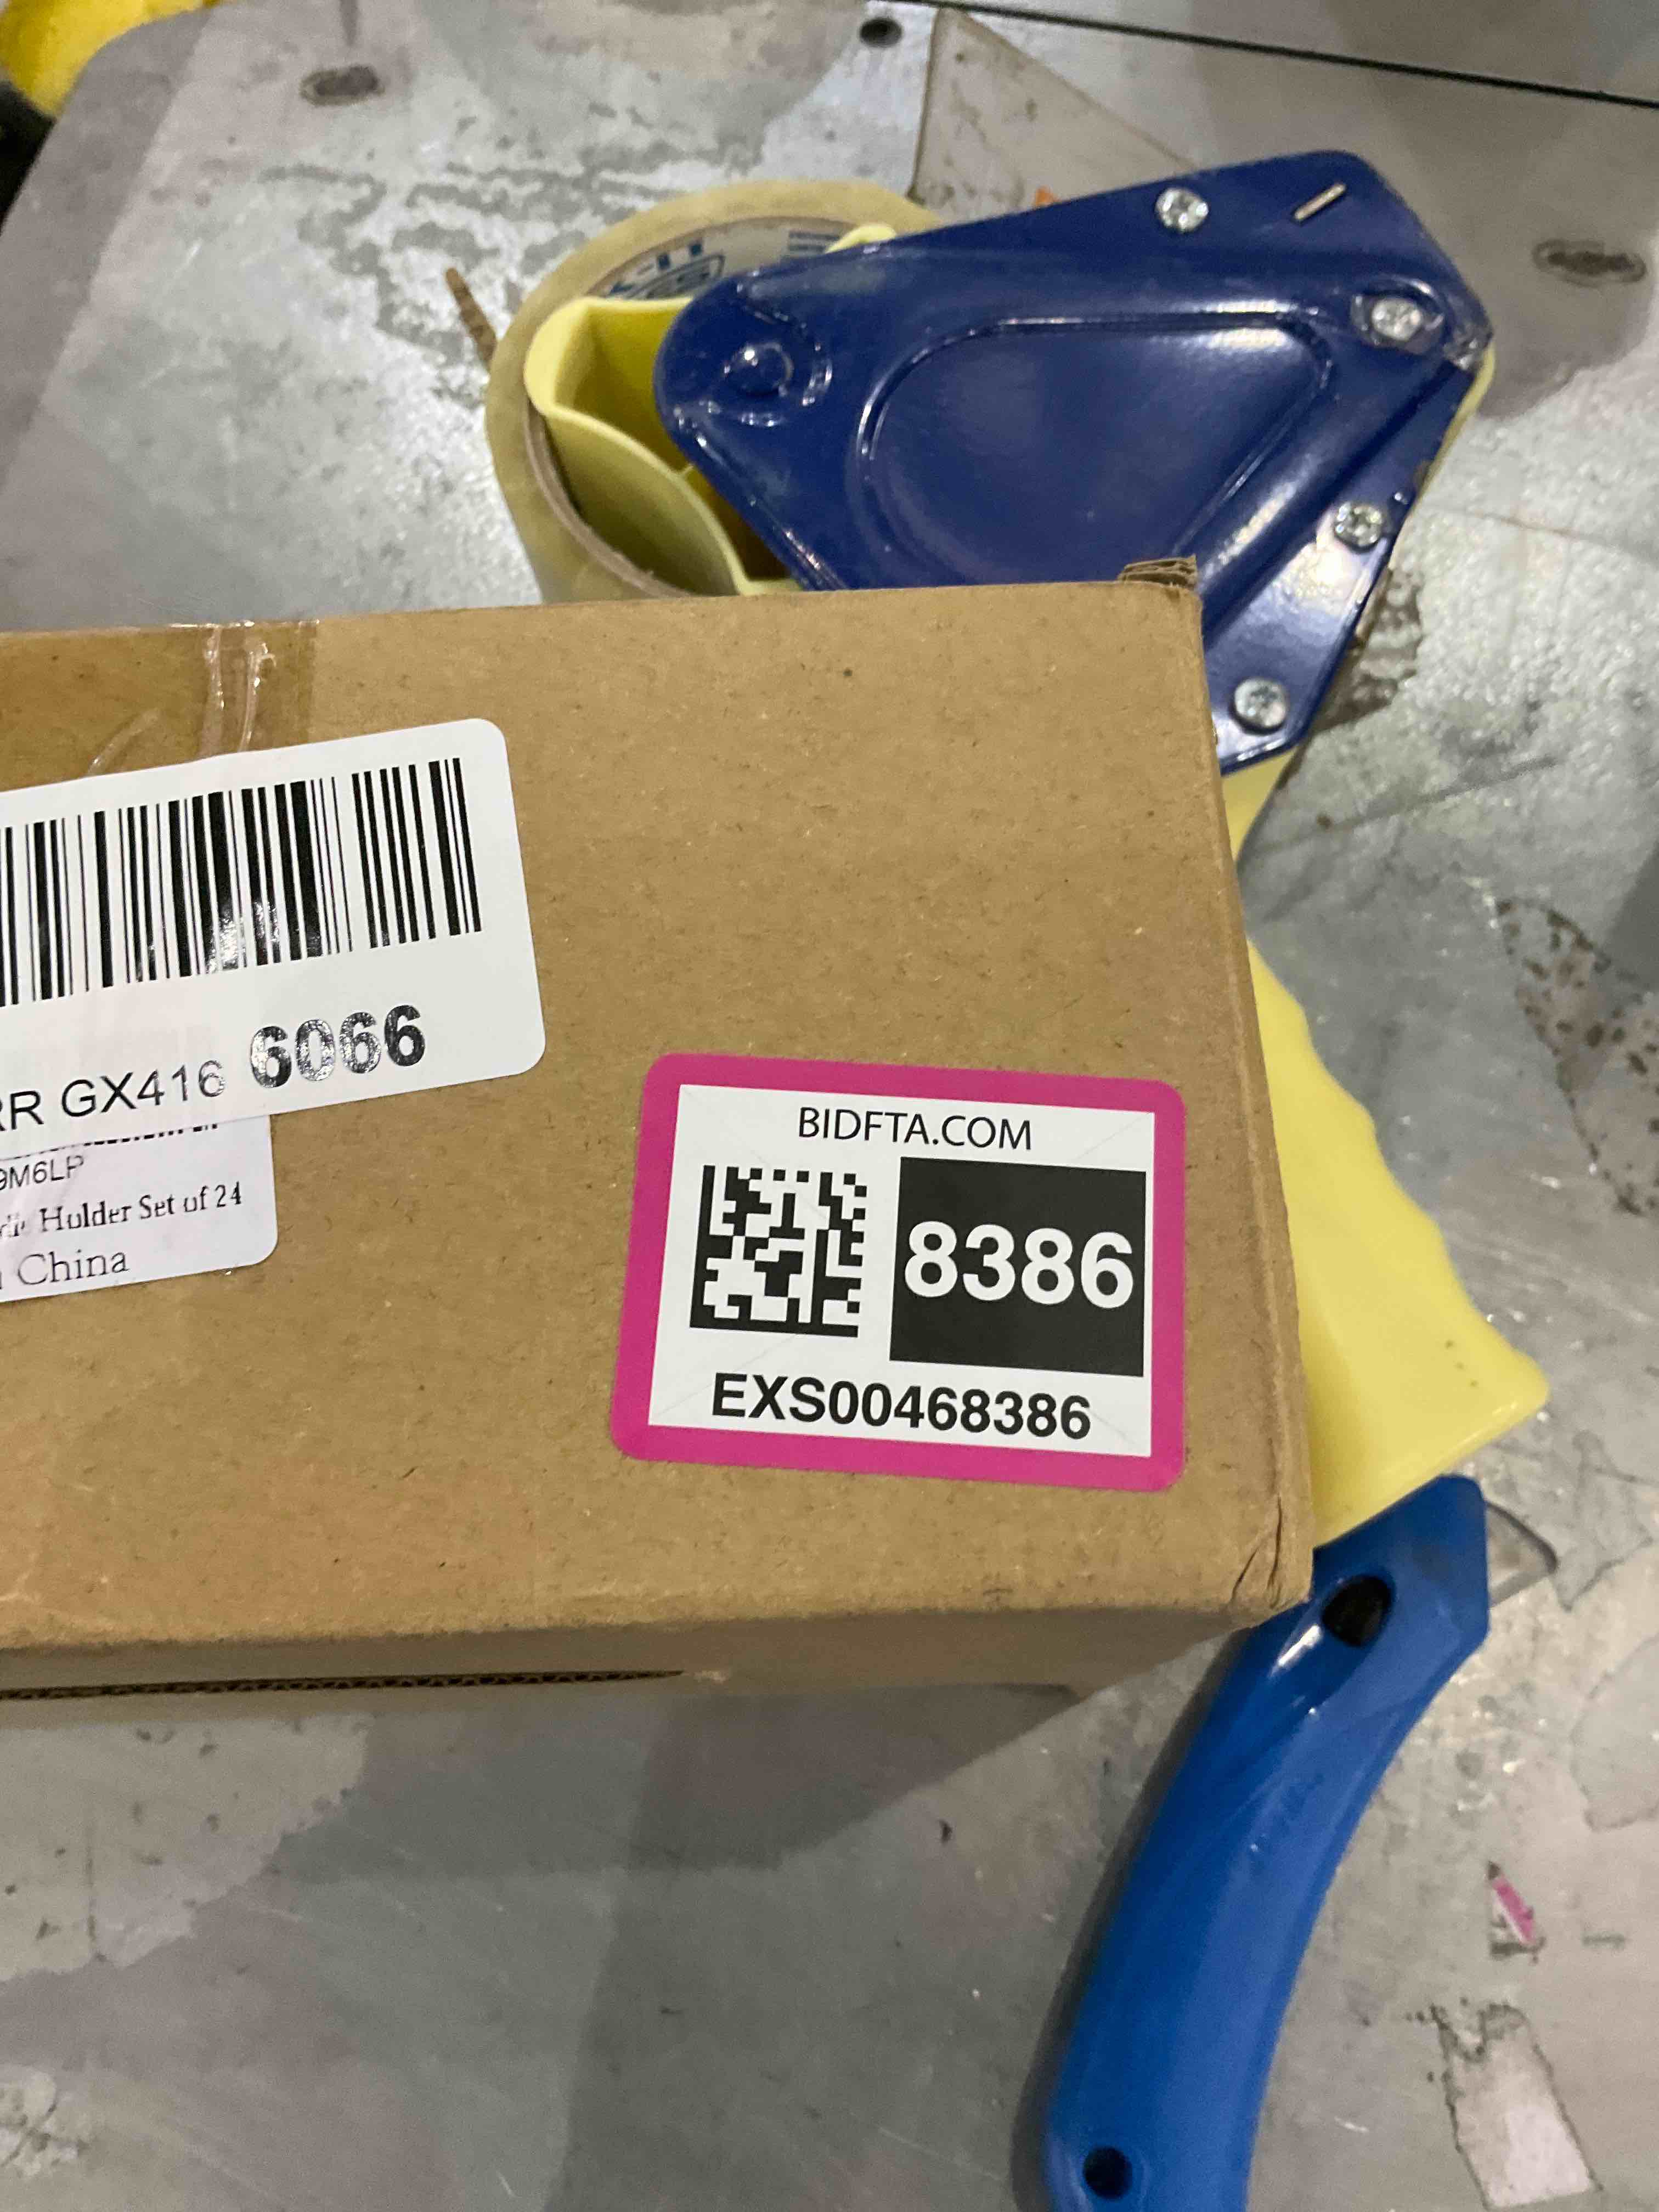 RR GX416 6066
9M6LP
Holder Set of 24
China
BIDFTA.COM
8386
EXS00468386